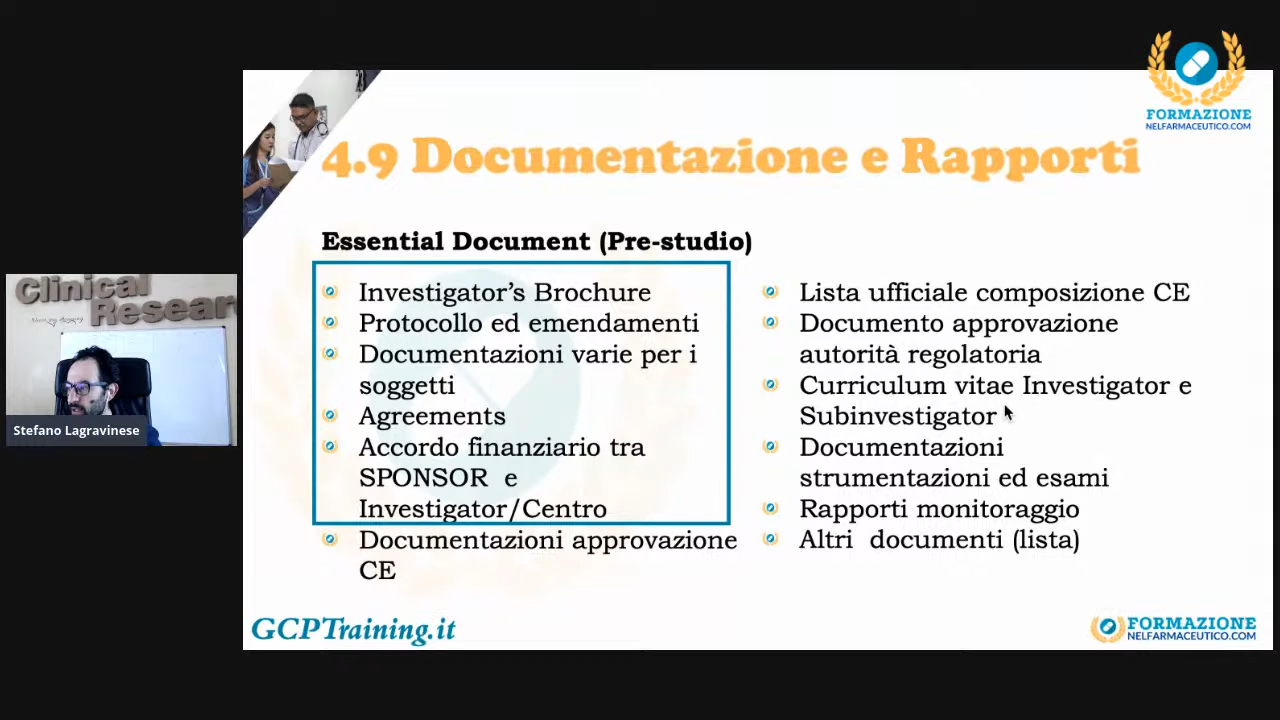 FORMAZIONE
NELFARMACEUTICO.COM
4.9 Documentazione e Rapporti
Essential Document (Pre-studio)
Investigator’s Brochure
Protocollo ed emendamenti
Documentazioni varie per i
soggetti
Agreements
Accordo finanziario tra
SPONSOR e
Investigator/Centro
Documentazioni approvazione
CE
Lista ufficiale composizione CE
Documento approvazione
autorità regolatoria
Curriculum vitae Investigator e
Subinvestigator
Documentazioni
strumentazioni ed esami
Rapporti monitoraggio
Altri documenti (lista)
Clinical
Resear
Stefano Lagravinese
GCPTraining.it
FORMAZIONE
NELFARMACEUTICO.COM